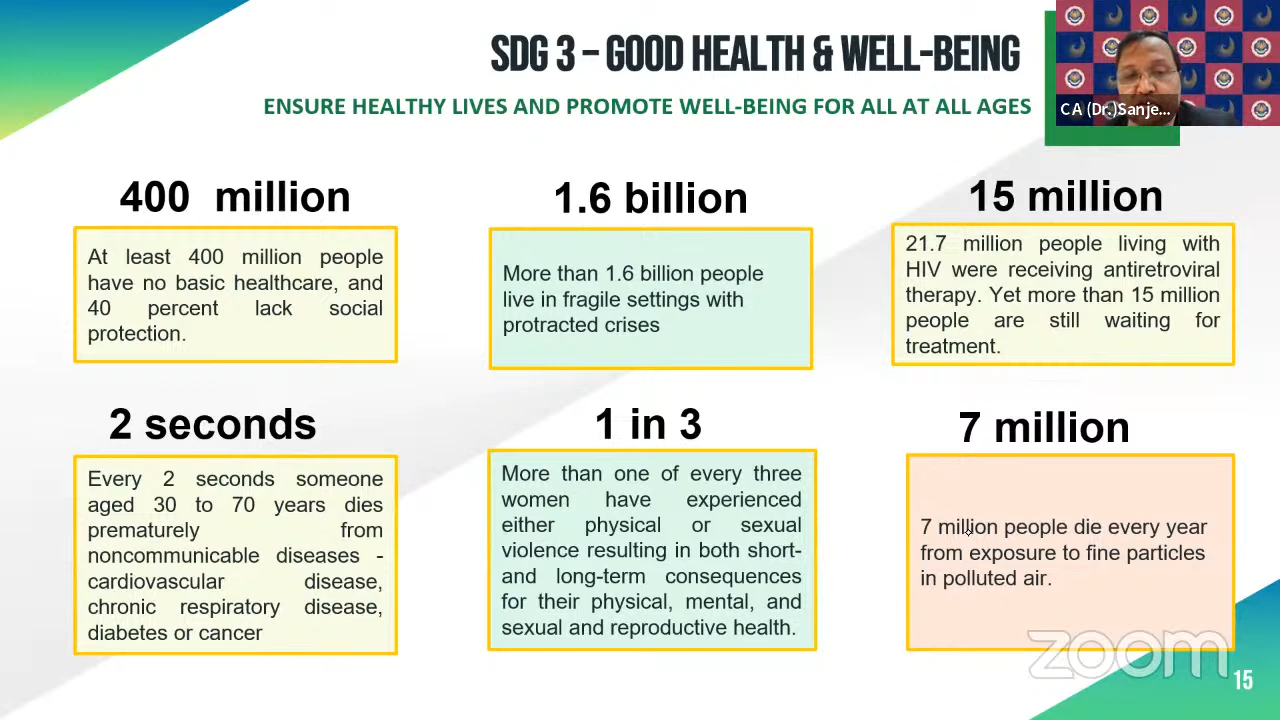 SDG 3 – GOOD HEALTH & WELL-BEING
ENSURE HEALTHY LIVES AND PROMOTE WELL-BEING FOR ALL AT ALL AGES
CA (Dr.)Sanje...
400 million
At least 400 million people
have no basic healthcare, and
40 percent lack social
protection.
1.6 billion
More than 1.6 billion people
live in fragile settings with
protracted crises
15 million
21.7 million people living with
HIV were receiving antiretroviral
therapy. Yet more than 15 million
people are still waiting for
treatment.
2 seconds
Every 2 seconds someone
aged 30 to 70 years dies
prematurely from
noncommunicable diseases -
cardiovascular disease,
chronic respiratory disease,
diabetes or cancer
1 in 3
More than one of every three
women have experienced
either physical or sexual
violence resulting in both short-
and long-term consequences
for their physical, mental, and
sexual and reproductive health.
7 million
7 million people die every year
from exposure to fine particles
in polluted air.
zoom
15